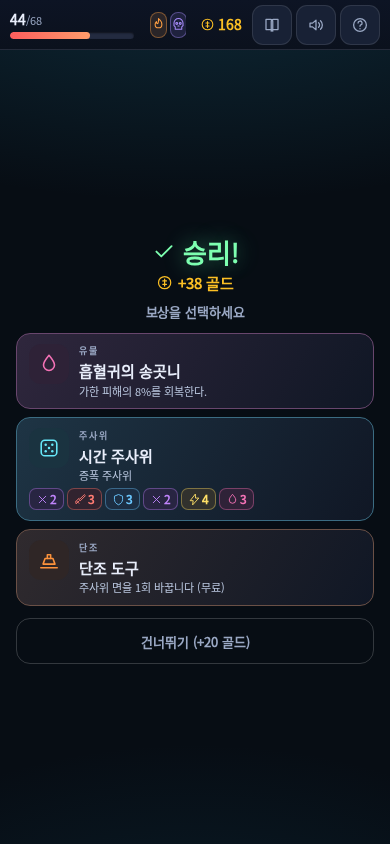 44/68
168
승리!
+38 골드
보상을 선택하세요
유물
흡혈귀의 송곳니
가한 피해의 8%를 회복한다.
주사위
시간 주사위
증폭 주사위
2 3 3 2 4 3
단조
단조 도구
주사위 면을 1회 바꿉니다 (무료)
건너뛰기 (+20 골드)